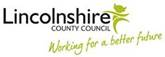 Lincolnshire
COUNTY COUNCIL
Working for a better future